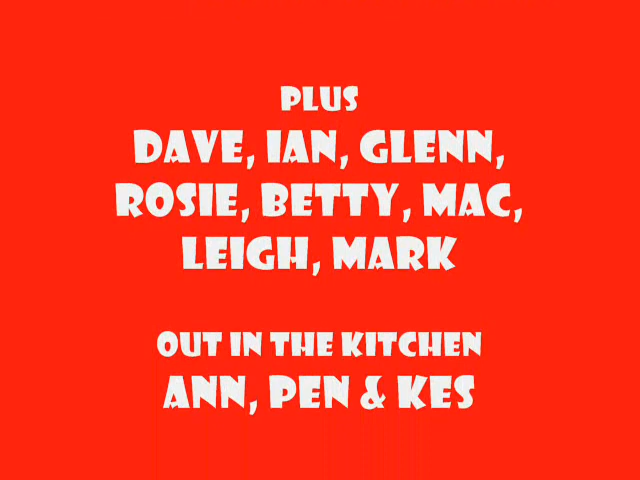 PLUS
DAVE, IAN, GLENN,
ROSIE, BETTY, MAC,
LEIGH, MARK
OUT IN THE KITCHEN
ANN, PEN & KES